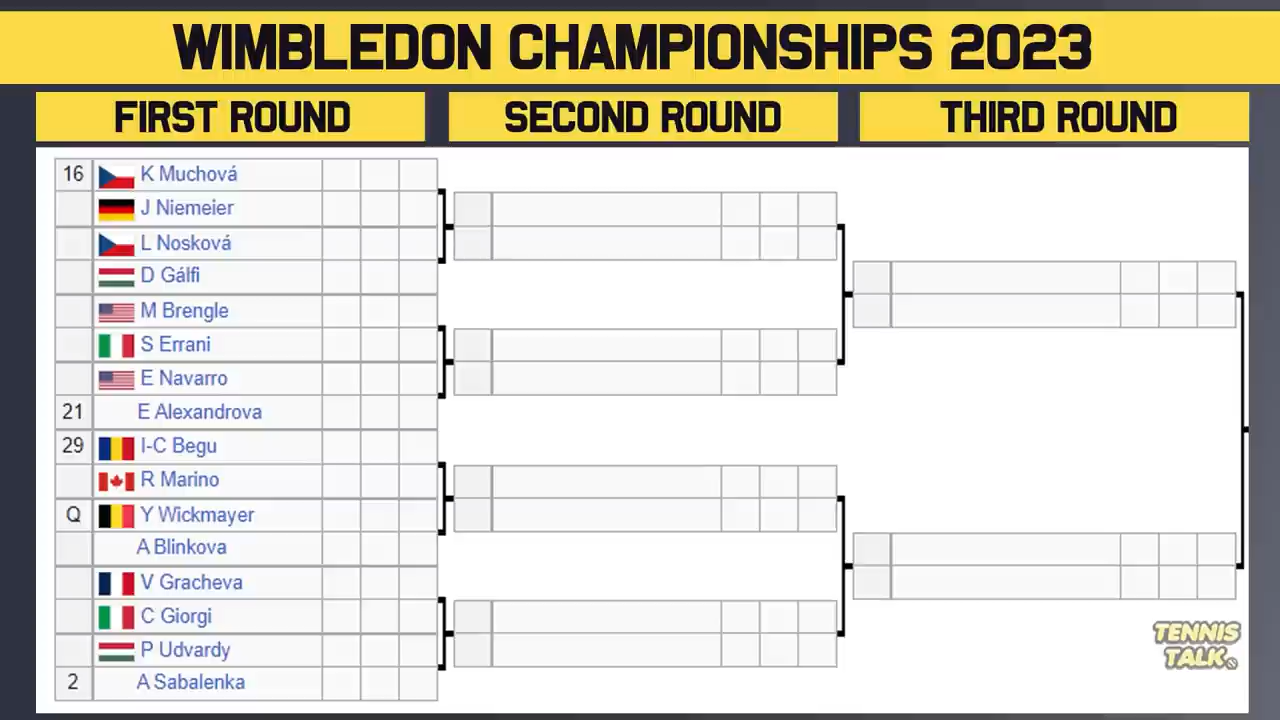 WIMBLEDON CHAMPIONSHIPS 2023
FIRST ROUND
SECOND ROUND
THIRD ROUND
16 K Muchová
J Niemeier
L Nosková
D Gálfi
M Brengle
S Errani
E Navarro
21 E Alexandrova
29 I-C Begu
R Marino
Q Y Wickmayer
A Blinkova
V Gracheva
C Giorgi
P Udvardy
2 A Sabalenka
TENNIS
TALK